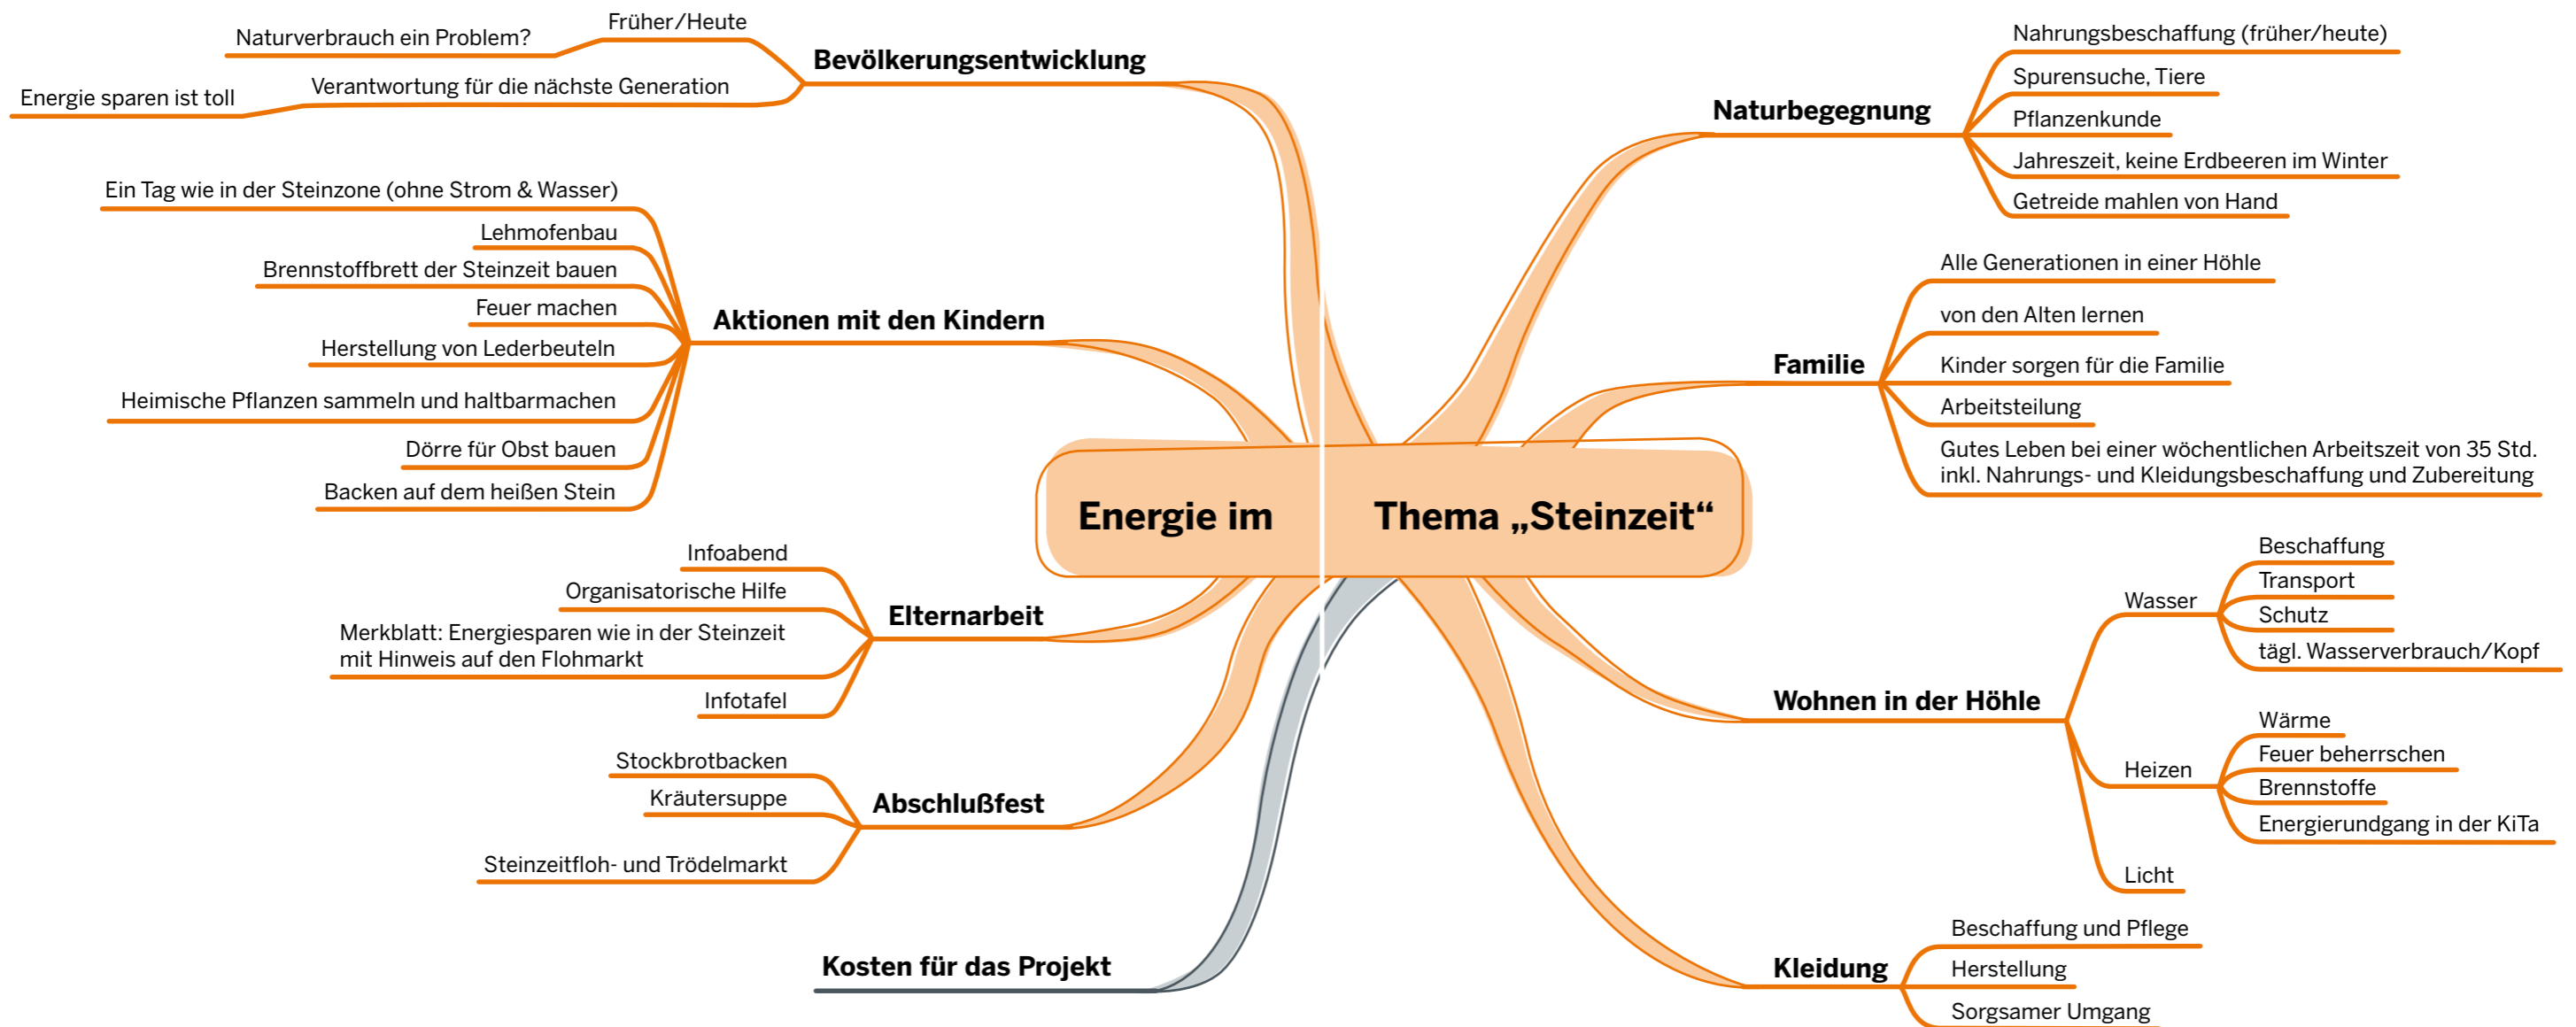 Energie im Thema „Steinzeit“
Bevölkerungsentwicklung
Früher/Heute
Naturverbrauch ein Problem?
Verantwortung für die nächste Generation
Energie sparen ist toll
Aktionen mit den Kindern
Ein Tag wie in der Steinzone (ohne Strom & Wasser)
Lehmofenbau
Brennstoffbrett der Steinzeit bauen
Feuer machen
Herstellung von Lederbeuteln
Heimische Pflanzen sammeln und haltbarmachen
Dörre für Obst bauen
Backen auf dem heißen Stein
Elternarbeit
Infoabend
Organisatorische Hilfe
Merkblatt: Energiesparen wie in der Steinzeit
mit Hinweis auf den Flohmarkt
Infotafel
Abschlußfest
Stockbrotbacken
Kräutersuppe
Steinzeitfloh- und Trödelmarkt
Kosten für das Projekt
Naturbegegnung
Nahrungsbeschaffung (früher/heute)
Spurensuche, Tiere
Pflanzenkunde
Jahreszeit, keine Erdbeeren im Winter
Getreide mahlen von Hand
Familie
Alle Generationen in einer Höhle
von den Alten lernen
Kinder sorgen für die Familie
Arbeitsteilung
Gutes Leben bei einer wöchentlichen Arbeitszeit von 35 Std.
inkl. Nahrungs- und Kleidungsbeschaffung und Zubereitung
Wohnen in der Höhle
Wasser
Beschaffung
Transport
Schutz
tägl. Wasserverbrauch/Kopf
Heizen
Wärme
Feuer beherrschen
Brennstoffe
Energierundgang in der KiTa
Licht
Kleidung
Beschaffung und Pflege
Herstellung
Sorgsamer Umgang